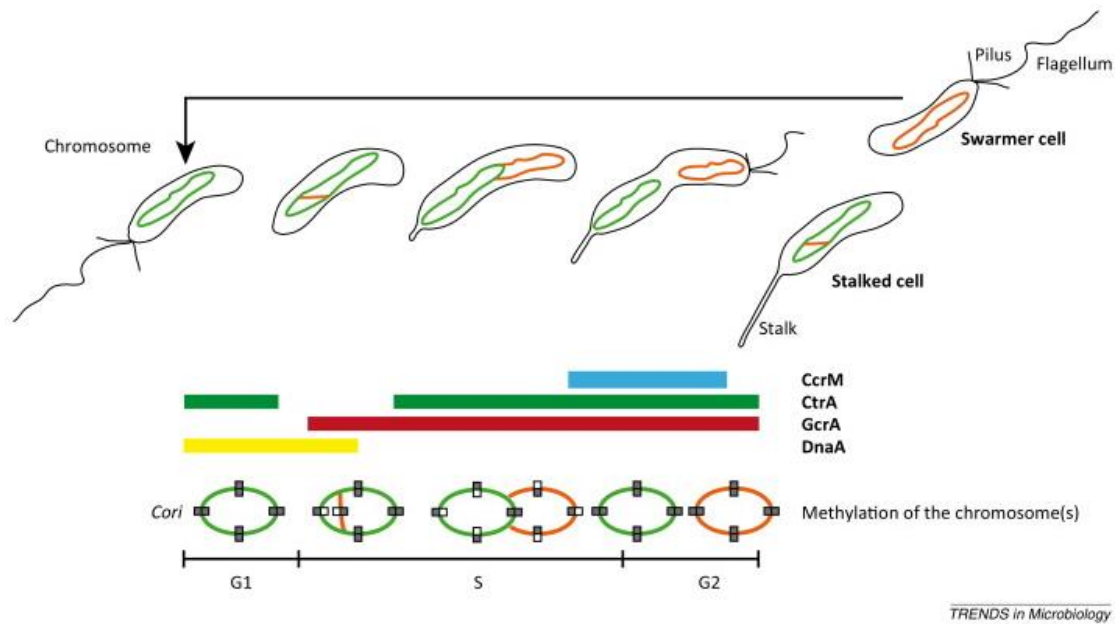 Pilus
Flagellum
Chromosome
Swarmer cell
Stalked cell
Stalk
CcrM
CtrA
GcrA
DnaA
Cori
Methylation of the chromosome(s)
G1
S
G2
TRENDS in Microbiology